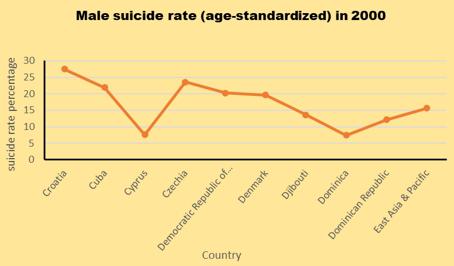 Male suicide rate (age-standardized) in 2000
suicide rate percentage
30
25
20
15
10
5
0
Croatia
Cuba
Cyprus
Czechia
Democratic Republic of...
Denmark
Djibouti
Dominica
Dominican Republic
East Asia & Pacific
Country